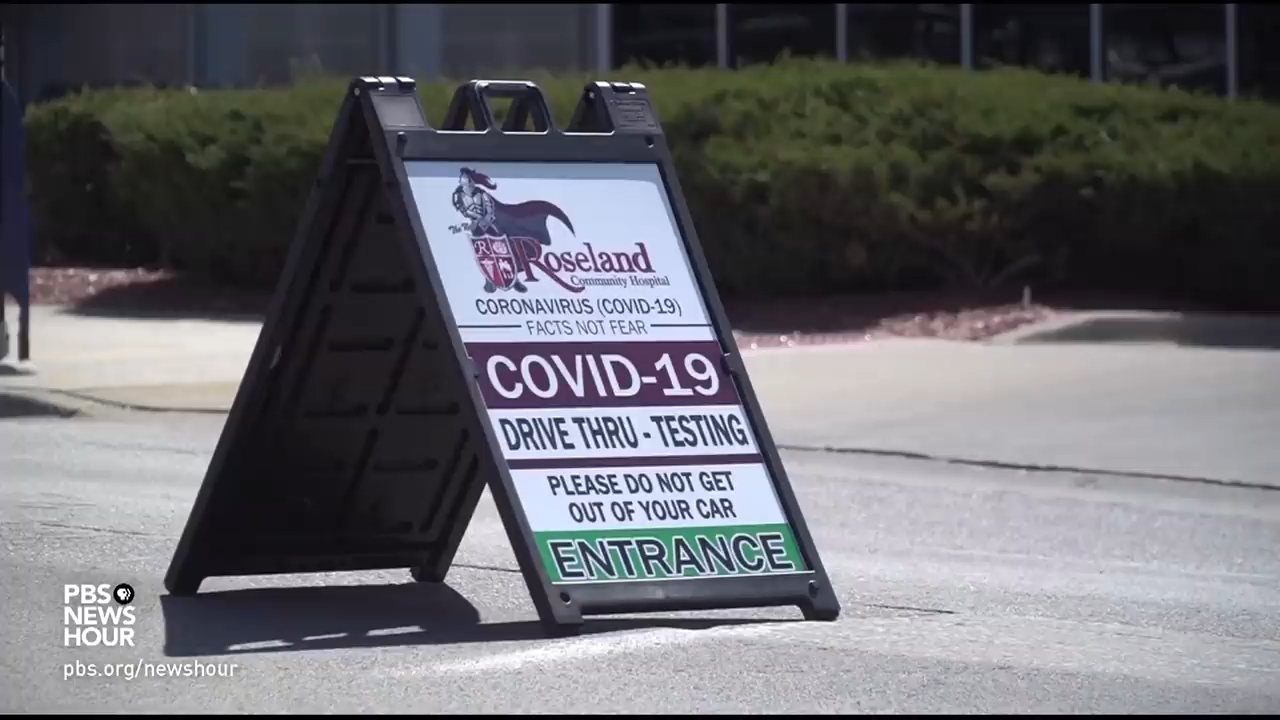 Roseland
Community Hospital
CORONAVIRUS (COVID-19)
FACTS NOT FEAR
COVID-19
DRIVE THRU - TESTING
PLEASE DO NOT GET
OUT OF YOUR CAR
ENTRANCE
PBS
NEWS
HOUR
pbs.org/newshour